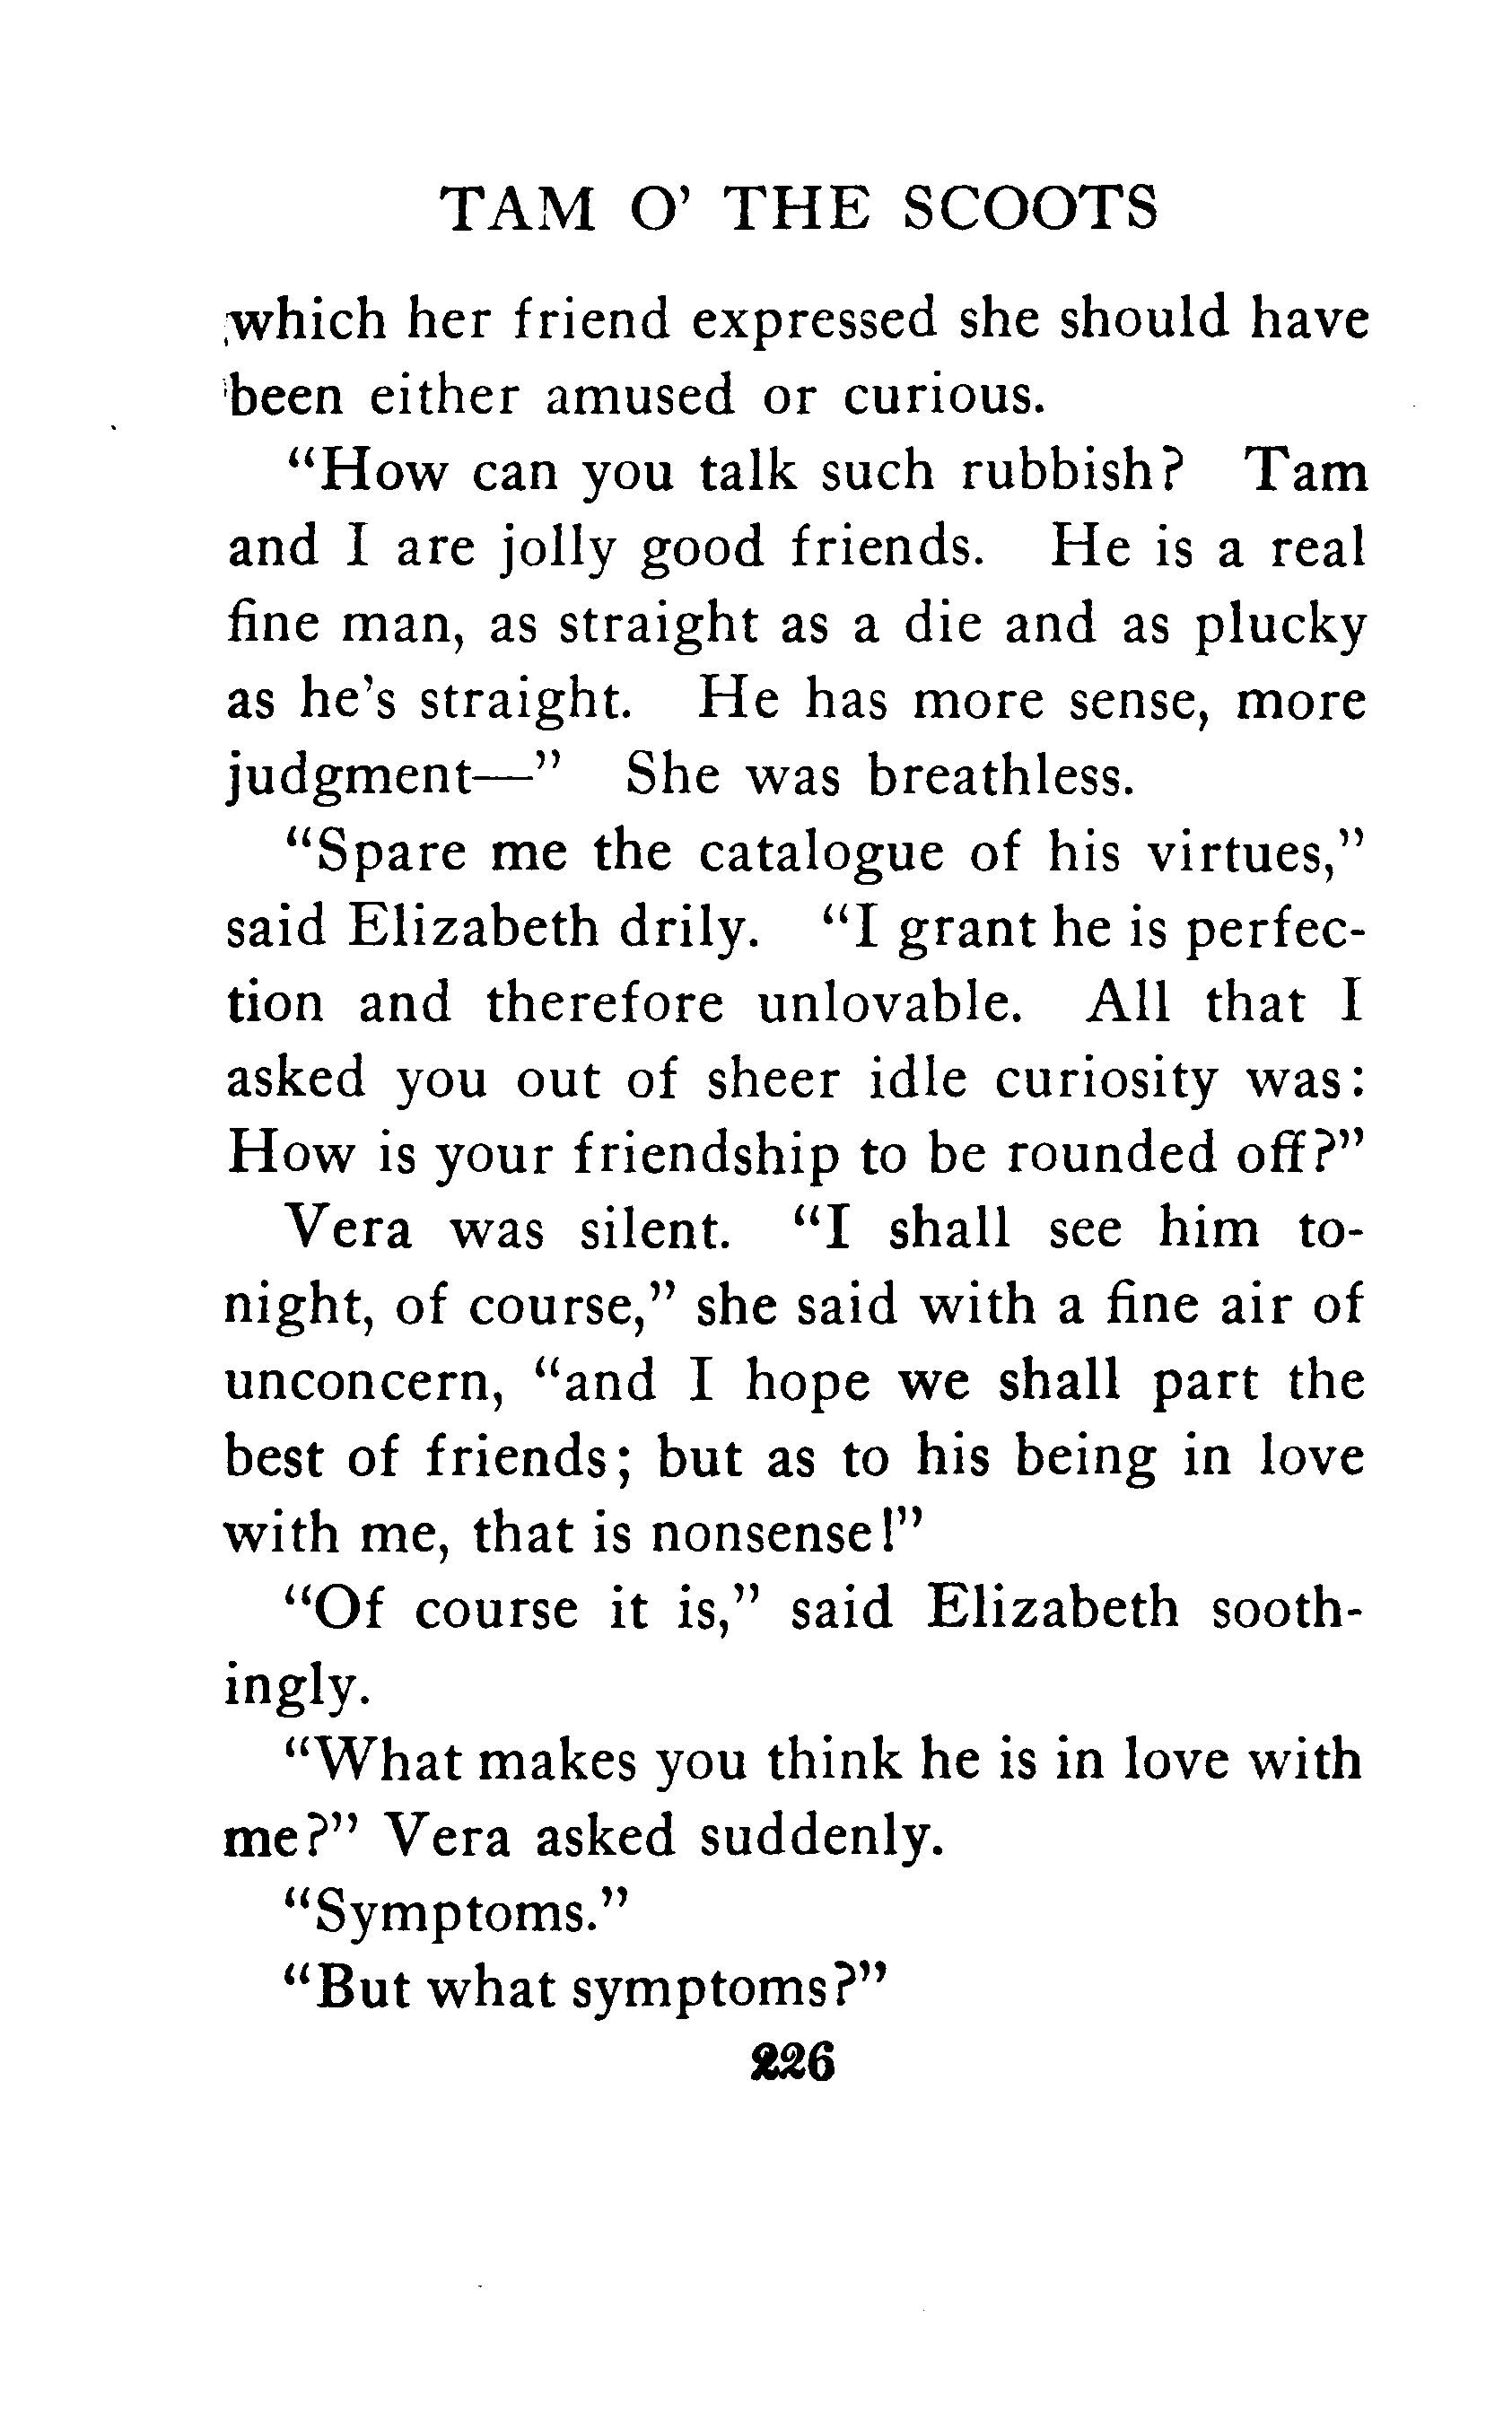 TAM O' THE SCOOTS
which her friend expressed she should have
been either amused or curious.
"How can you talk such rubbish? Tam
and I are jolly good friends. He is a real
fine man, as straight as a die and as plucky
as he's straight. He has more sense, more
judgment—" She was breathless.
"Spare me the catalogue of his virtues,"
said Elizabeth drily. "I grant he is perfec-
tion and therefore unlovable. All that I
asked you out of sheer idle curiosity was:
How is your friendship to be rounded off?"
Vera was silent. "I shall see him to-
night, of course," she said with a fine air of
unconcern, "and I hope we shall part the
best of friends; but as to his being in love
with me, that is nonsense!"
"Of course it is," said Elizabeth sooth-
ingly.
"What makes you think he is in love with
me?" Vera asked suddenly.
"Symptoms."
"But what symptoms?"
226